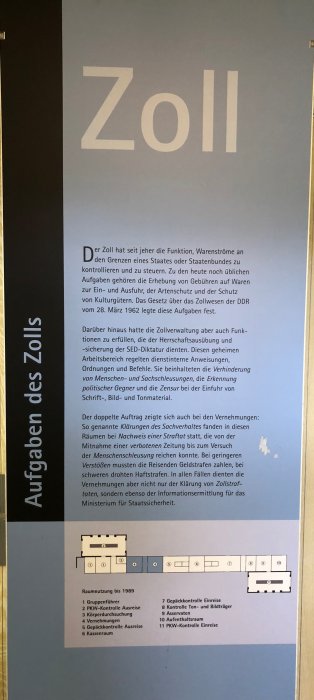 Zoll
Aufgaben des Zolls
Der Zoll hat seit jeher die Funktion, Warenströme an
den Grenzen eines Staates oder Staatenbundes zu
kontrollieren und zu steuern. Zu den heute noch üblichen
Aufgaben gehören die Erhebung von Gebühren auf Waren
zur Ein- und Ausfuhr, der Artenschutz und der Schutz
von Kulturgütern. Das Gesetz über das Zollwesen der DDR
vom 28. März 1962 legte diese Aufgaben fest.
Darüber hinaus hatte die Zollverwaltung aber auch Funk-
tionen zu erfüllen, die der Herrschaftsausübung und
-sicherung der SED-Diktatur dienten. Diesen geheimen
Arbeitsbereich regelten dienstinterne Anweisungen,
Ordnungen und Befehle. Sie beinhalteten die Verhinderung
von Menschen- und Sachschleusungen, die Erkennung
politischer Gegner und die Zensur bei der Einfuhr von
Schrift-, Bild- und Tonmaterial.
Der doppelte Auftrag zeigte sich auch bei den Vernehmungen:
So genannte Klärungen des Sachverhaltes fanden in diesen
Räumen bei Nachweis einer Straftat statt, die von der
Mitnahme einer verbotenen Zeitung bis zum Versuch
der Menschenschleusung reichen konnte. Bei geringeren
Verstößen mussten die Reisenden Geldstrafen zahlen, bei
schweren drohten Haftstrafen. In allen Fällen dienten die
Vernehmungen aber nicht nur der Klärung von Zollstraf-
taten, sondern ebenso der Informationsermittlung für das
Ministerium für Staatssicherheit.
Raumnutzung bis 1989
1 Gruppenführer
2 PKW-Kontrolle Ausreise
3 Körperdurchsuchung
4 Vernehmungen
5 Gepäckkontrolle Ausreise
6 Kassenraum
7 Gepäckkontrolle Einreise
8 Kontrolle Ton- und Bildträger
9 Asservaten
10 Aufenthaltsraum
11 PKW-Kontrolle Einreise